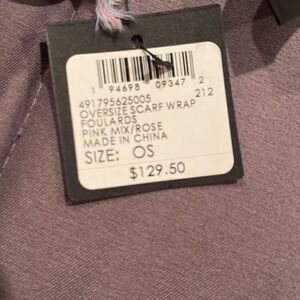 1 94698 09347 2
491795625005 212
OVERSIZE SCARF WRAP
FOULARDS
PINK MIX/ROSE
MADE IN CHINA
SIZE: OS
$129.50